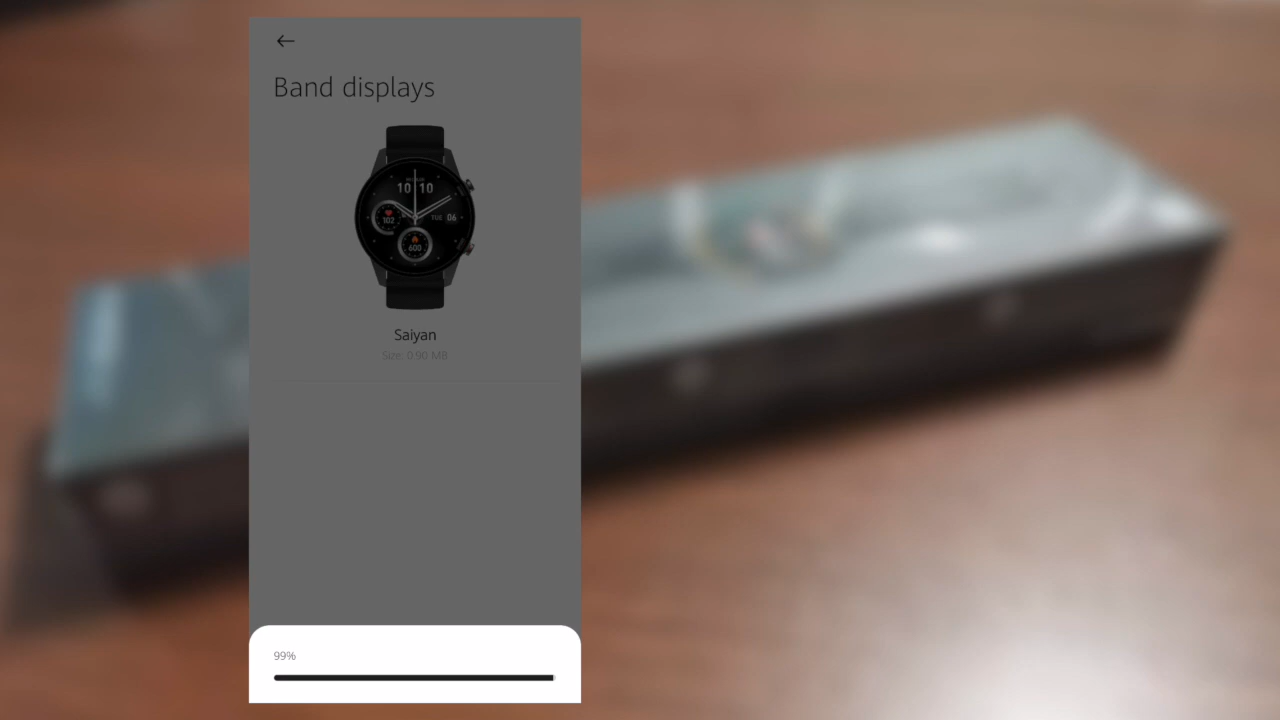 Band displays
10 10
102
TUE 06
600
Saiyan
Size: 0.90 MB
99%